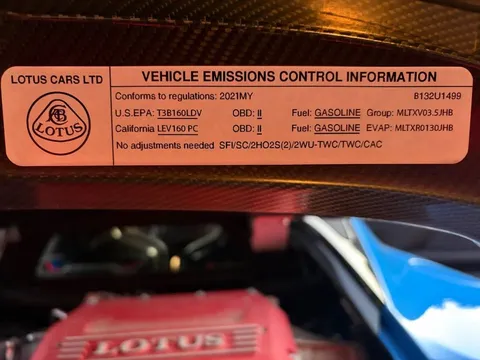 LOTUS CARS LTD
VEHICLE EMISSIONS CONTROL INFORMATION
Conforms to regulations: 2021MY B132U1499
U.S.EPA: T3B160LDV OBD: II Fuel: GASOLINE Group: MLTXV03.5JHB
California LEV160 PC OBD: II Fuel: GASOLINE EVAP: MLTXR0130JHB
No adjustments needed SFI/SC/2HO2S(2)/2WU-TWC/TWC/CAC
LOTUS
LOTUS